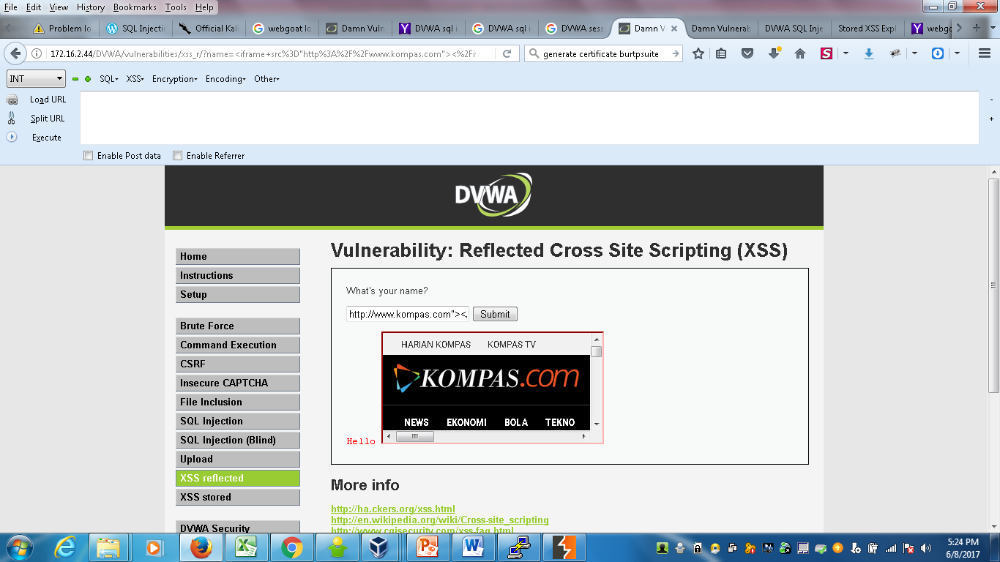 File Edit View History Bookmarks Tools Help
Problem lo
SQL Injecti
Official Kali
webgoat lo
Damn Vuln
DVWA sql i
DVWA sql i
DVWA sess
Damn V
Damn Vulnerab
DVWA SQL Inje
Stored XSS Expl
webge
172.16.2.44/DVWA/vulnerabilities/xss_r/?name=<iframe+src%3D"http%3A%2F%2Fwww.kompas.com"><%2Fi
generate certificate burtpsuite
INT
SQL XSS Encryption Encoding Other
Load URL
Split URL
Execute
Enable Post data Enable Referrer
DVWA
Vulnerability: Reflected Cross Site Scripting (XSS)
Home
Instructions
Setup
Brute Force
Command Execution
CSRF
Insecure CAPTCHA
File Inclusion
SQL Injection
SQL Injection (Blind)
Upload
XSS reflected
XSS stored
DVWA Security
What's your name?
http://www.kompas.com"><.
Submit
HARIAN KOMPAS KOMPAS TV
KOMPAS.com
NEWS EKONOMI BOLA TEKNO
Hello
More info
http://ha.ckers.org/xss.html
http://en.wikipedia.org/wiki/Cross-site_scripting
http://www.cgisecurity.com/xss-faq.html
5:24 PM
6/8/2017